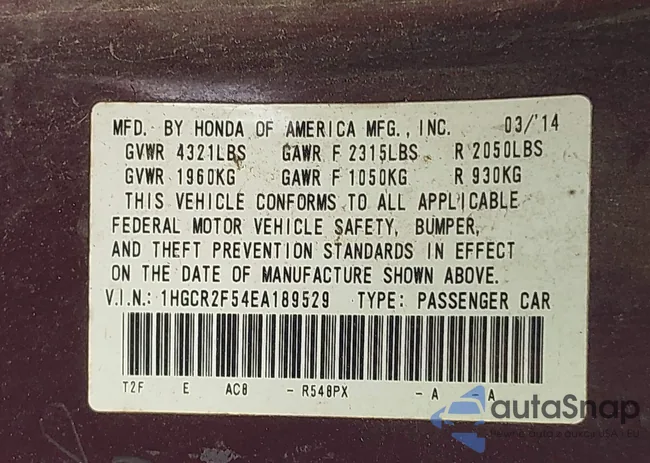 MFD. BY HONDA OF AMERICA MFG., INC. 03/'14
GVWR 4321LBS GAWR F 2315LBS R 2050LBS
GVWR 1960KG GAWR F 1050KG R 930KG
THIS VEHICLE CONFORMS TO ALL APPLICABLE
FEDERAL MOTOR VEHICLE SAFETY, BUMPER,
AND THEFT PREVENTION STANDARDS IN EFFECT
ON THE DATE OF MANUFACTURE SHOWN ABOVE.
V.I.N.: 1HGCR2F54EA189529 TYPE: PASSENGER CAR
T2F E AC8 - R548PX - A A
autaSnap